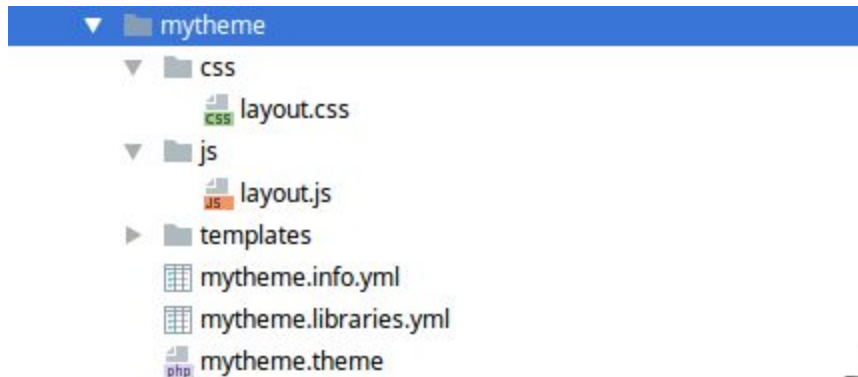 mytheme
css
CSS layout.css
js
JS layout.js
templates
mytheme.info.yml
mytheme.libraries.yml
php mytheme.theme